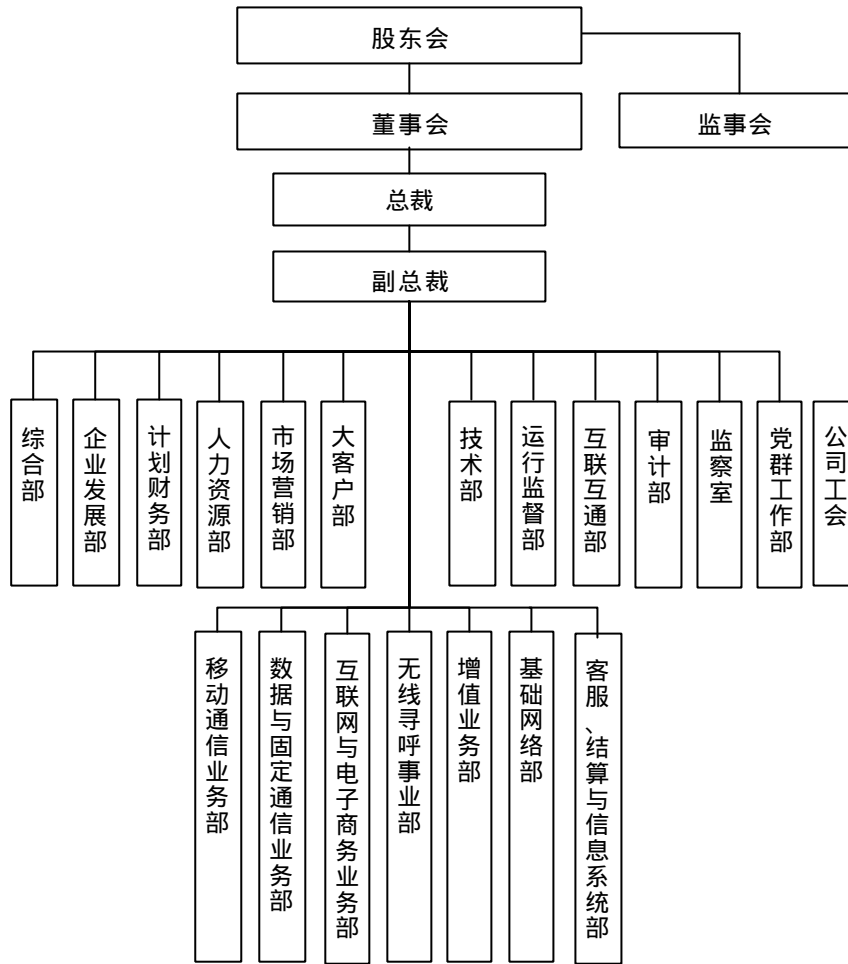 股东会
董事会
监事会
总裁
副总裁
综合部
企业发展部
计划财务部
人力资源部
市场营销部
大客户部
技术部
运行监督部
互联互通部
审计部
监察室
党群工作部
公司工会
移动通信业务部
数据与固定通信业务部
互联网与电子商务业务部
无线寻呼事业部
增值业务部
基础网络部
客服、结算与信息系统部